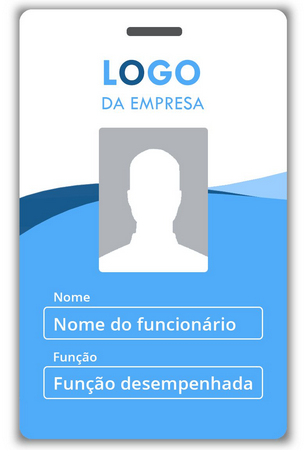 LOGO
DA EMPRESA
Nome
Nome do funcionário
Função
Função desempenhada